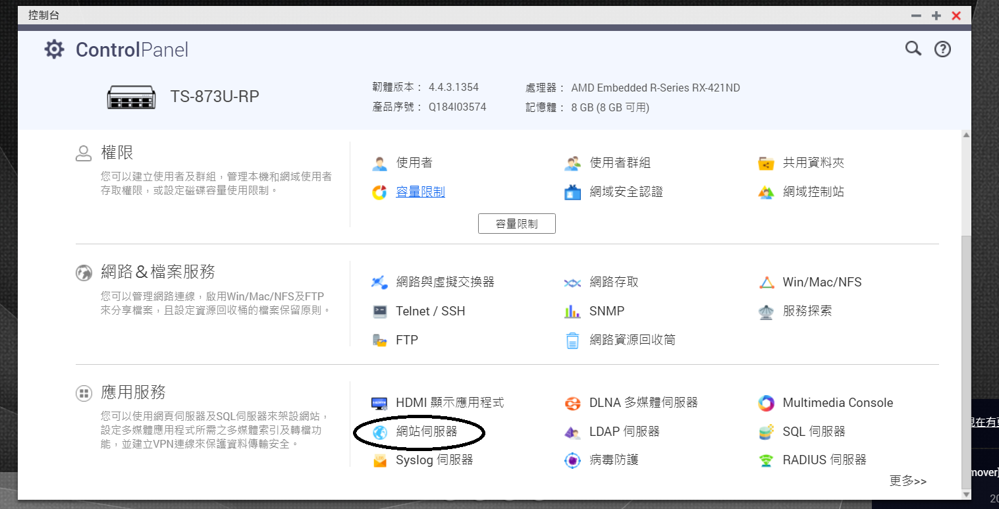 控制台
ControlPanel
TS-873U-RP
韌體版本： 4.4.3.1354
產品序號： Q184I03574
處理器： AMD Embedded R-Series RX-421ND
記憶體： 8 GB (8 GB 可用)
權限
您可以建立使用者及群組，管理本機和網域使用者
存取權限，或設定磁碟容量使用限制。
使用者
使用者群組
共用資料夾
容量限制
網域安全認證
網域控制站
容量限制
網路＆檔案服務
您可以管理網路連線，啟用Win/Mac/NFS及FTP
來分享檔案，且設定資源回收桶的檔案保留原則。
網路與虛擬交換器
網路存取
Win/Mac/NFS
Telnet / SSH
SNMP
服務探索
FTP
網路資源回收筒
應用服務
您可以使用網頁伺服器及SQL伺服器來架設網站，
設定多媒體應用程式所需之多媒體索引及轉檔功
能，並建立VPN連線來保護資料傳輸安全。
HDMI 顯示應用程式
DLNA 多媒體伺服器
Multimedia Console
網站伺服器
LDAP 伺服器
SQL 伺服器
Syslog 伺服器
病毒防護
RADIUS 伺服器
更多>>
現在有
mover]
20